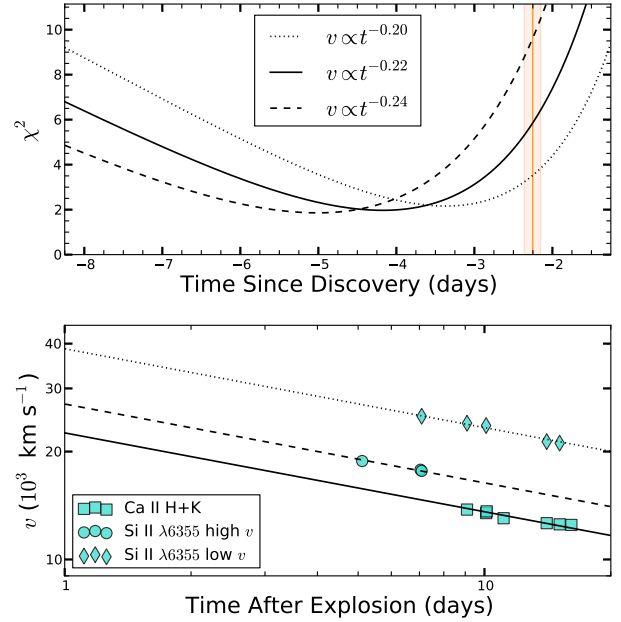 10
8
6
4
2
0
χ²
v ∝ t^−0.20
v ∝ t^−0.22
v ∝ t^−0.24
−8 −7 −6 −5 −4 −3 −2
Time Since Discovery (days)
40
30
20
10
v (10³ km s⁻¹)
Ca II H+K
Si II λ6355 high v
Si II λ6355 low v
1 10
Time After Explosion (days)